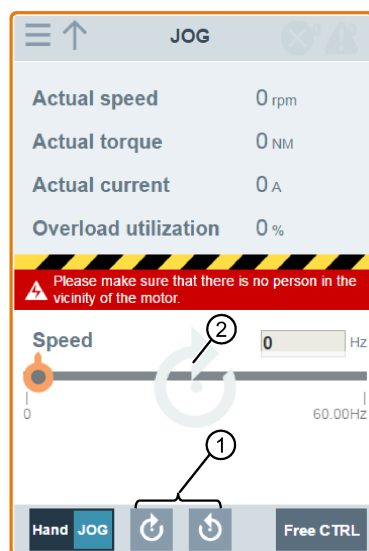 JOG
Actual speed 0 rpm
Actual torque 0 NM
Actual current 0 A
Overload utilization 0 %
Please make sure that there is no person in the
vicinity of the motor.
2
Speed 0 Hz
0 60.00Hz
1
Hand JOG Free CTRL